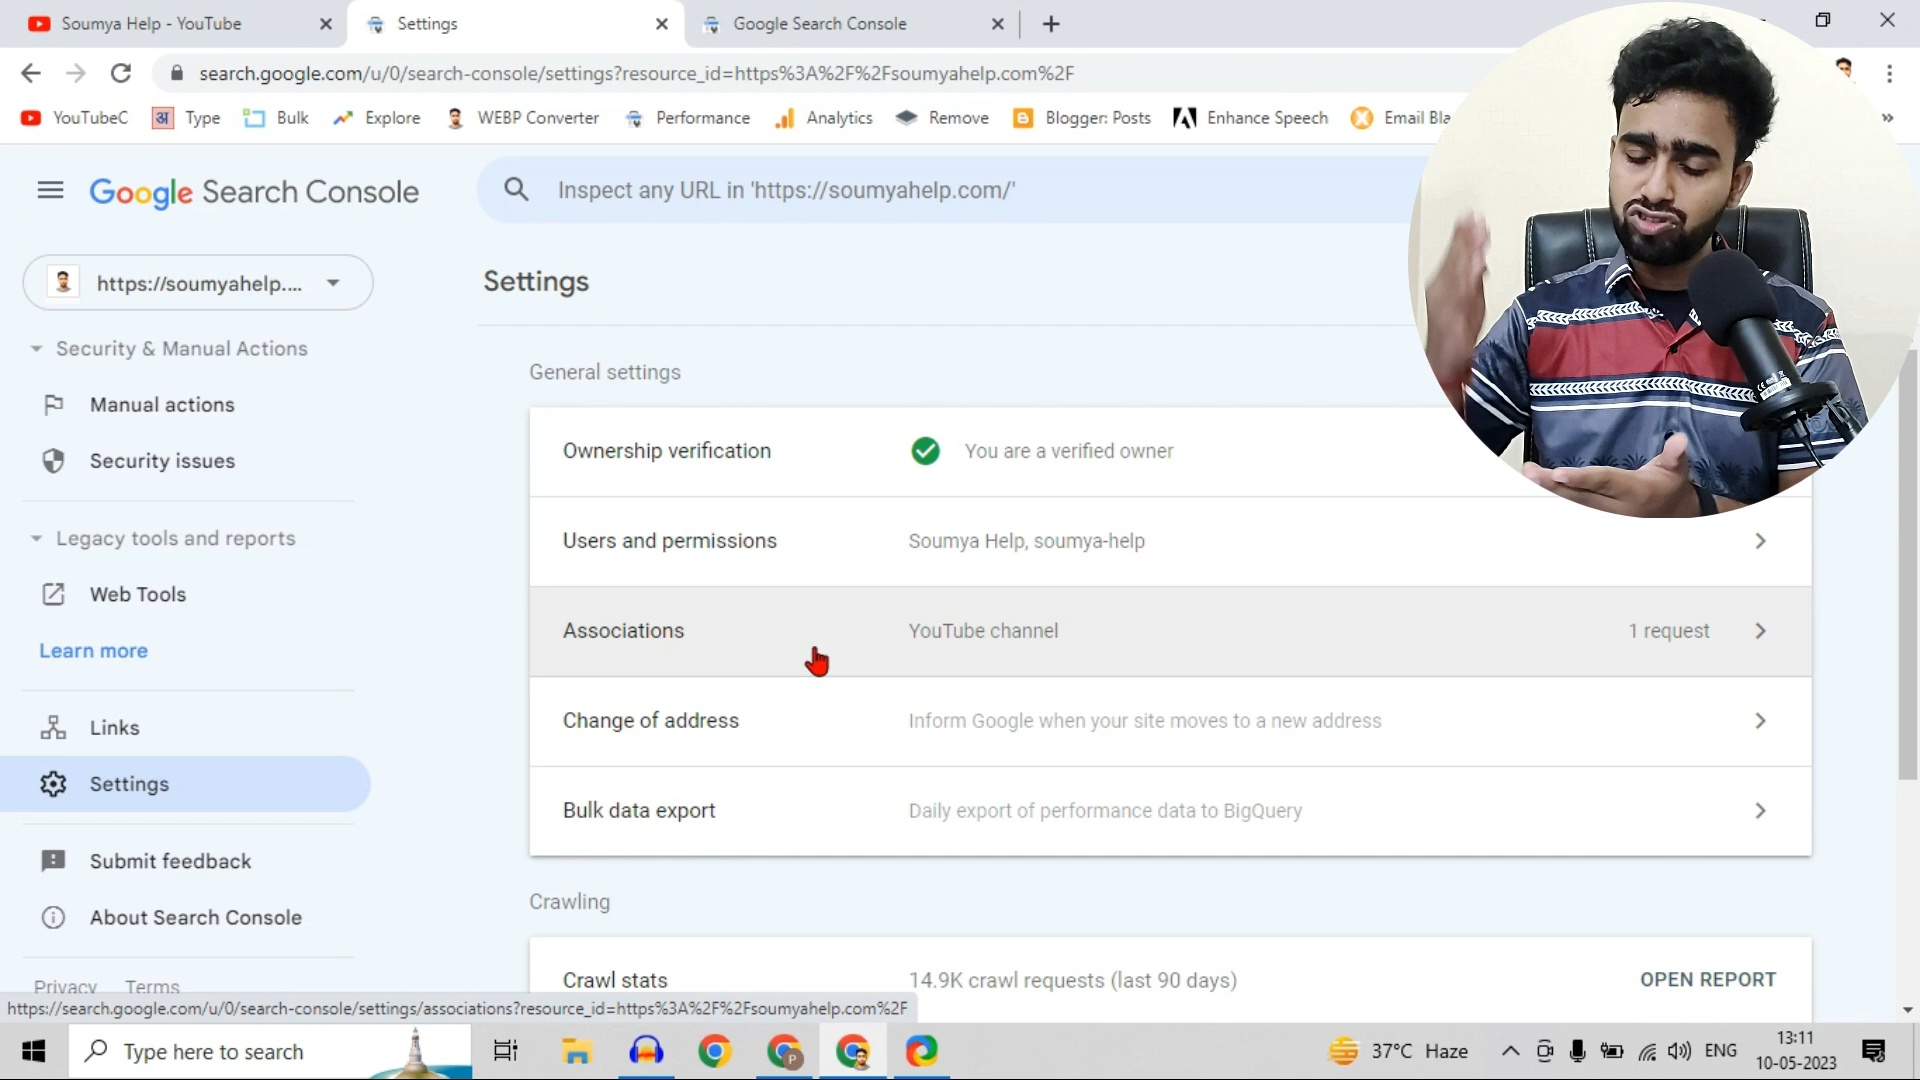 Soumya Help - YouTube
Settings
Google Search Console
search.google.com/u/0/search-console/settings?resource_id=https%3A%2F%2Fsoumyahelp.com%2F
YouTubeC
अ Type
Bulk
Explore
WEBP Converter
Performance
Analytics
Remove
Blogger: Posts
Enhance Speech
Email Bla
Google Search Console
Inspect any URL in 'https://soumyahelp.com/'
https://soumyahelp....
Settings
Security & Manual Actions
Manual actions
Security issues
Legacy tools and reports
Web Tools
Learn more
Links
Settings
Submit feedback
About Search Console
Privacy Terms
General settings
Ownership verification You are a verified owner
Users and permissions Soumya Help, soumya-help
Associations YouTube channel 1 request
Change of address Inform Google when your site moves to a new address
Bulk data export Daily export of performance data to BigQuery
Crawling
Crawl stats 14.9K crawl requests (last 90 days) OPEN REPORT
https://search.google.com/u/0/search-console/settings/associations?resource_id=https%3A%2F%2Fsoumyahelp.com%2F
Type here to search
P
37°C Haze
ENG
13:11
10-05-2023